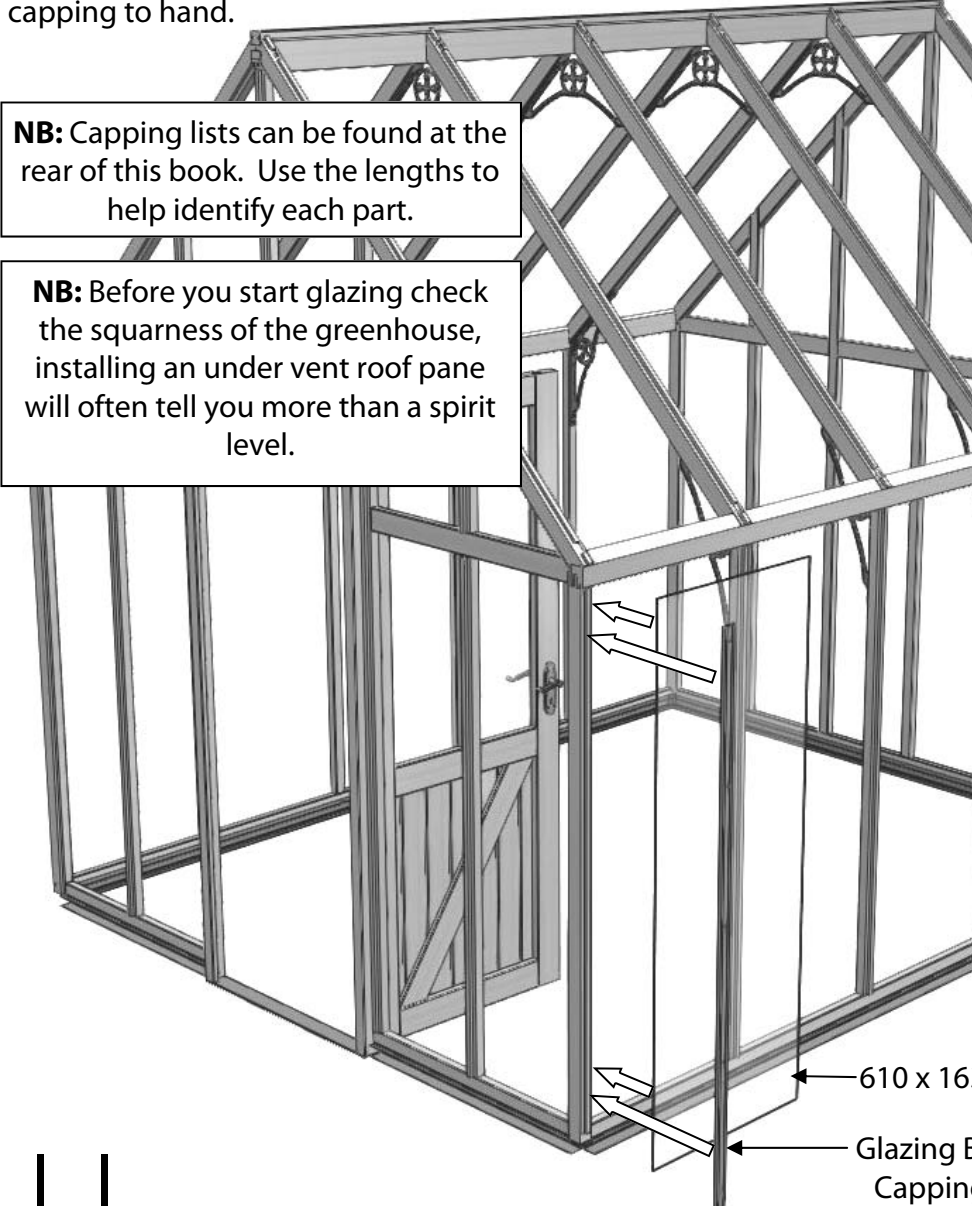 capping to hand.
NB: Capping lists can be found at the
rear of this book. Use the lengths to
help identify each part.
NB: Before you start glazing check
the squarness of the greenhouse,
installing an under vent roof pane
will often tell you more than a spirit
level.
610 x 16
Glazing
Capping